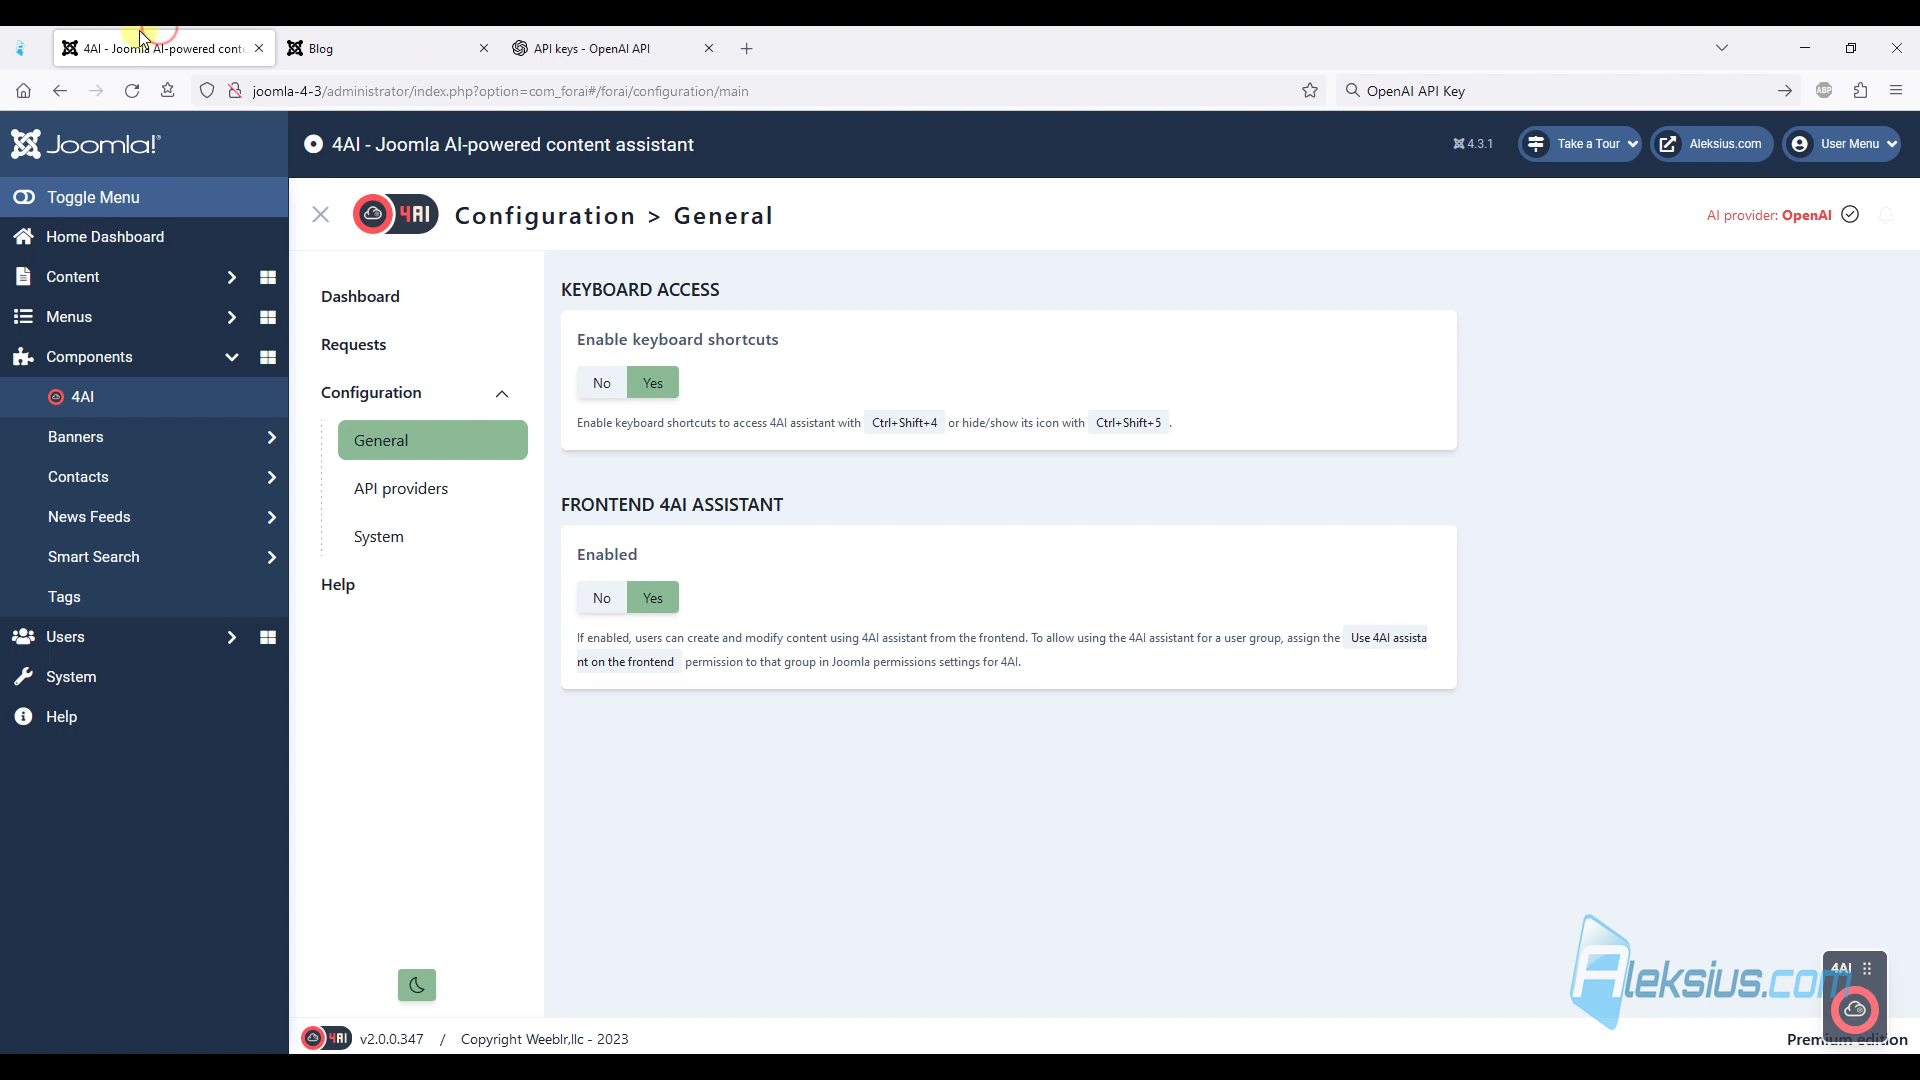 4AI - Joomla AI-powered conte
Blog
API keys - OpenAI API
joomla-4-3/administrator/index.php?option=com_forai#/forai/configuration/main
OpenAI API Key
ABP
Joomla!
4AI - Joomla AI-powered content assistant
4.3.1
Take a Tour
Aleksius.com
User Menu
Toggle Menu
Home Dashboard
Content
Menus
Components
4AI
Banners
Contacts
News Feeds
Smart Search
Tags
Users
System
Help
4AI
Configuration > General
AI provider: OpenAI
Dashboard
Requests
Configuration
General
API providers
System
Help
KEYBOARD ACCESS
Enable keyboard shortcuts
No
Yes
Enable keyboard shortcuts to access 4AI assistant with Ctrl+Shift+4 or hide/show its icon with Ctrl+Shift+5 .
FRONTEND 4AI ASSISTANT
Enabled
No
Yes
If enabled, users can create and modify content using 4AI assistant from the frontend. To allow using the 4AI assistant for a user group, assign the Use 4AI assista
nt on the frontend permission to that group in Joomla permissions settings for 4AI.
Aleksius.com
4AI
4AI v2.0.0.347 / Copyright Weeblr,llc - 2023
Premium edition